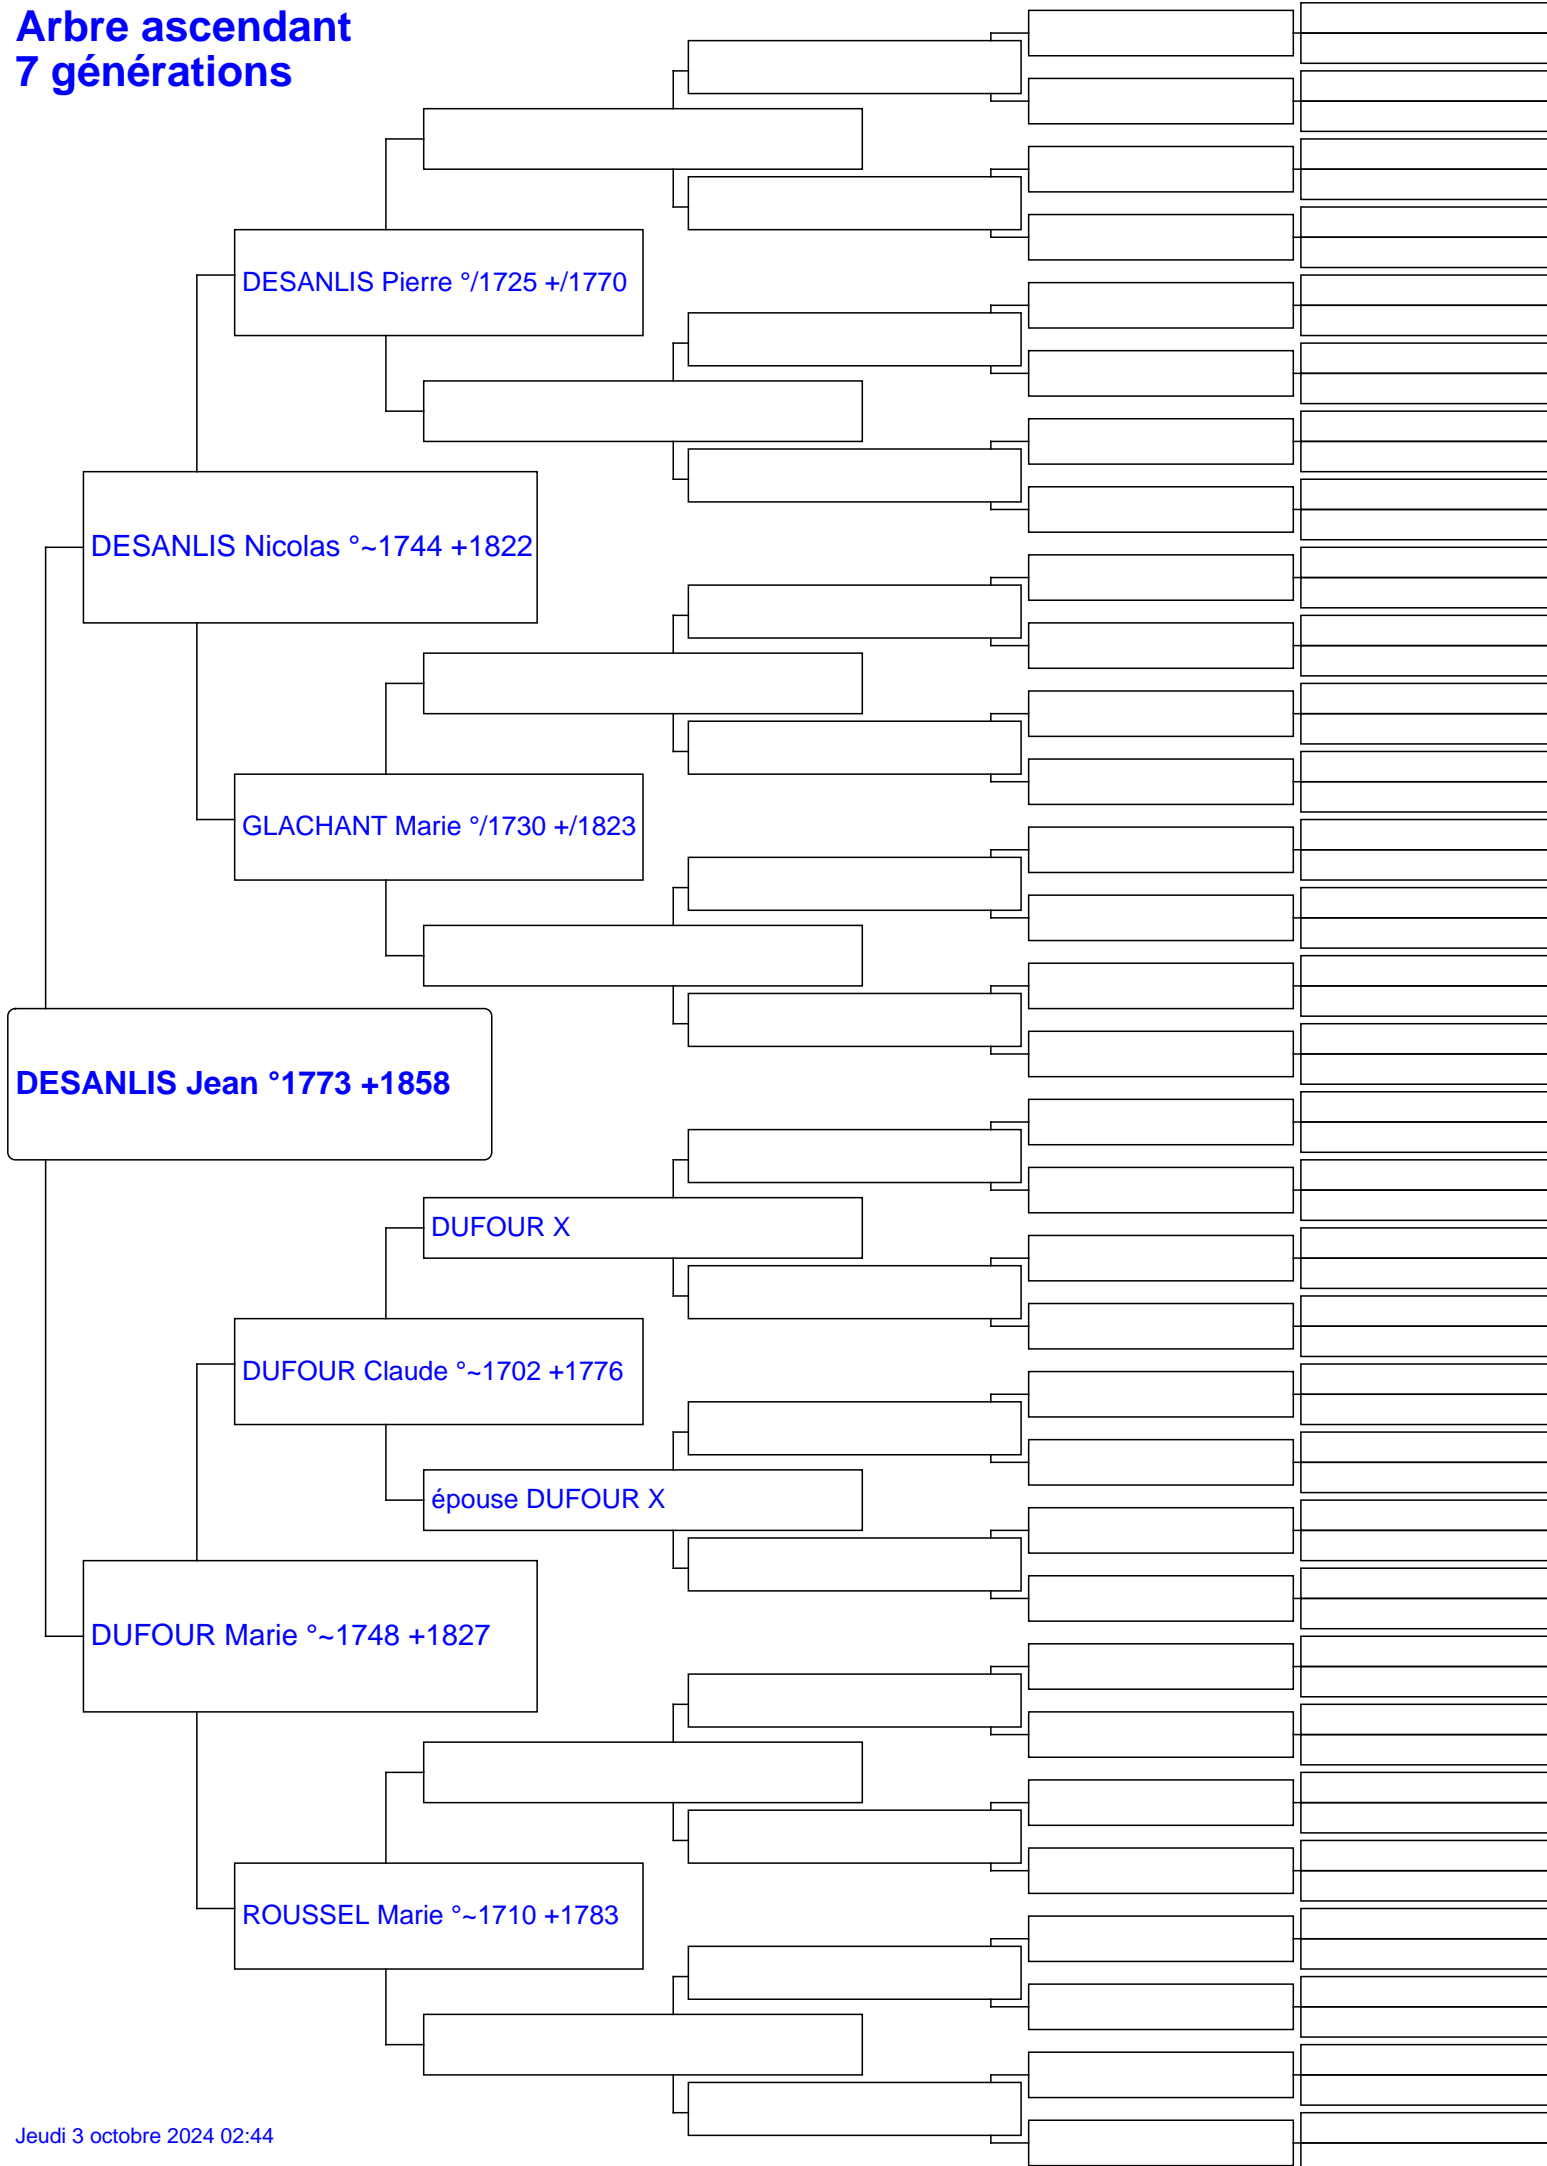 Arbre ascendant
7 générations
DESANLIS Pierre °/1725 +/1770
DESANLIS Nicolas °~1744 +1822
GLACHANT Marie °/1730 +/1823
DESANLIS Jean °1773 +1858
DUFOUR X
DUFOUR Claude °~1702 +1776
épouse DUFOUR X
DUFOUR Marie °~1748 +1827
ROUSSEL Marie °~1710 +1783
Jeudi 3 octobre 2024 02:44